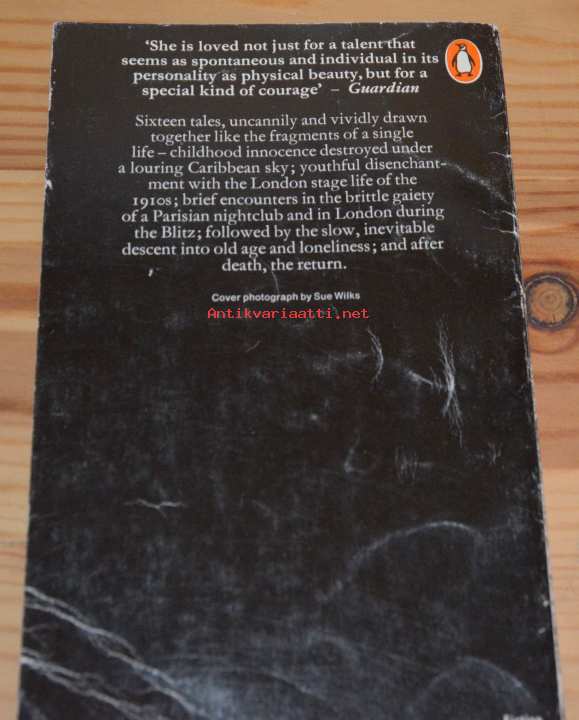 ‘She is loved not just for a talent that
seems as spontaneous and individual in its
personality as physical beauty, but for a
special kind of courage’ – Guardian
Sixteen tales, uncannily and vividly drawn
together like the fragments of a single
life – childhood innocence destroyed under
a louring Caribbean sky; youthful disenchant-
ment with the London stage life of the
1910s; brief encounters in the brittle gaiety
of a Parisian nightclub and in London during
the Blitz; followed by the slow, inevitable
descent into old age and loneliness; and after
death, the return.
Cover photograph by Sue Wilks
Antikvariaatti.net